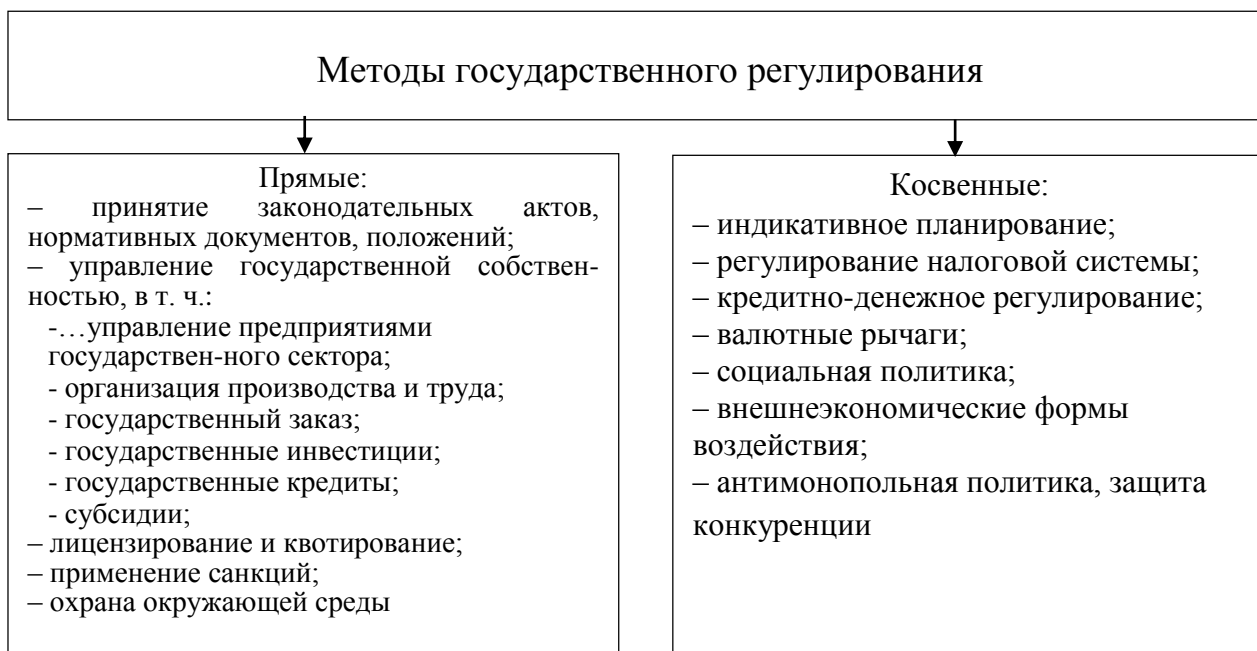 Методы государственного регулирования
Прямые:
– принятие законодательных актов,
нормативных документов, положений;
– управление государственной собствен-
ностью, в т. ч.:
-…управление предприятиями
государствен-ного сектора;
- организация производства и труда;
- государственный заказ;
- государственные инвестиции;
- государственные кредиты;
- субсидии;
– лицензирование и квотирование;
– применение санкций;
– охрана окружающей среды
Косвенные:
– индикативное планирование;
– регулирование налоговой системы;
– кредитно-денежное регулирование;
– валютные рычаги;
– социальная политика;
– внешнеэкономические формы
воздействия;
– антимонопольная политика, защита
конкуренции